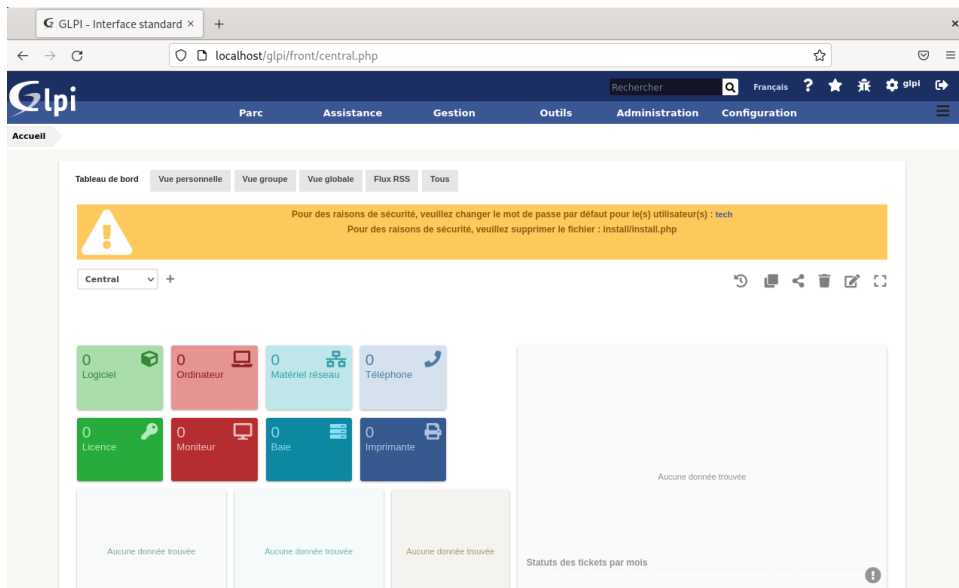 GLPI - Interface standard × +
localhost/glpi/front/central.php
Glpi
Rechercher Français ? glpi
Parc Assistance Gestion Outils Administration Configuration
Accueil
Tableau de bord Vue personnelle Vue groupe Vue globale Flux RSS Tous
Pour des raisons de sécurité, veuillez changer le mot de passe par défaut pour le(s) utilisateur(s) : tech
Pour des raisons de sécurité, veuillez supprimer le fichier : install/install.php
Central +
0 0 0 0
Logiciel Ordinateur Matériel réseau Téléphone
0 0 0 0
Licence Moniteur Baie Imprimante
Aucune donnée trouvée
Aucune donnée trouvée Aucune donnée trouvée Aucune donnée trouvée
Statuts des tickets par mois